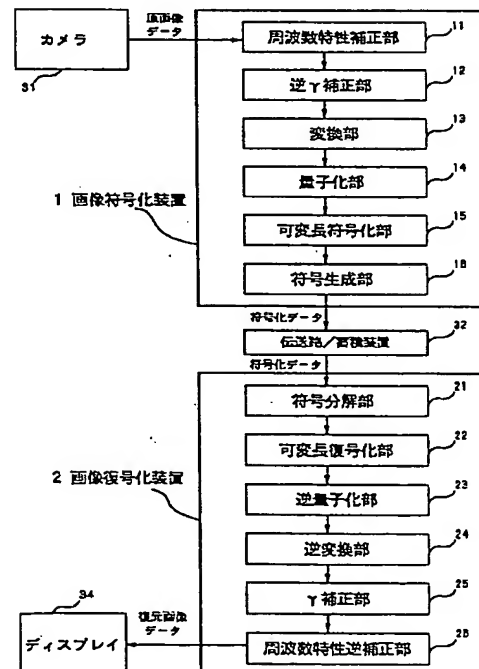 カメラ
31
原画像
データ
周波数特性補正部
11
逆γ補正部
12
変換部
13
量子化部
14
可変長符号化部
15
符号生成部
16
1 画像符号化装置
符号化データ
伝送路/蓄積装置
32
符号化データ
符号分解部
21
可変長復号化部
22
2 画像復号化装置
逆量子化部
23
逆変換部
24
γ補正部
25
周波数特性逆補正部
26
復元画像
データ
34
ディスプレイ